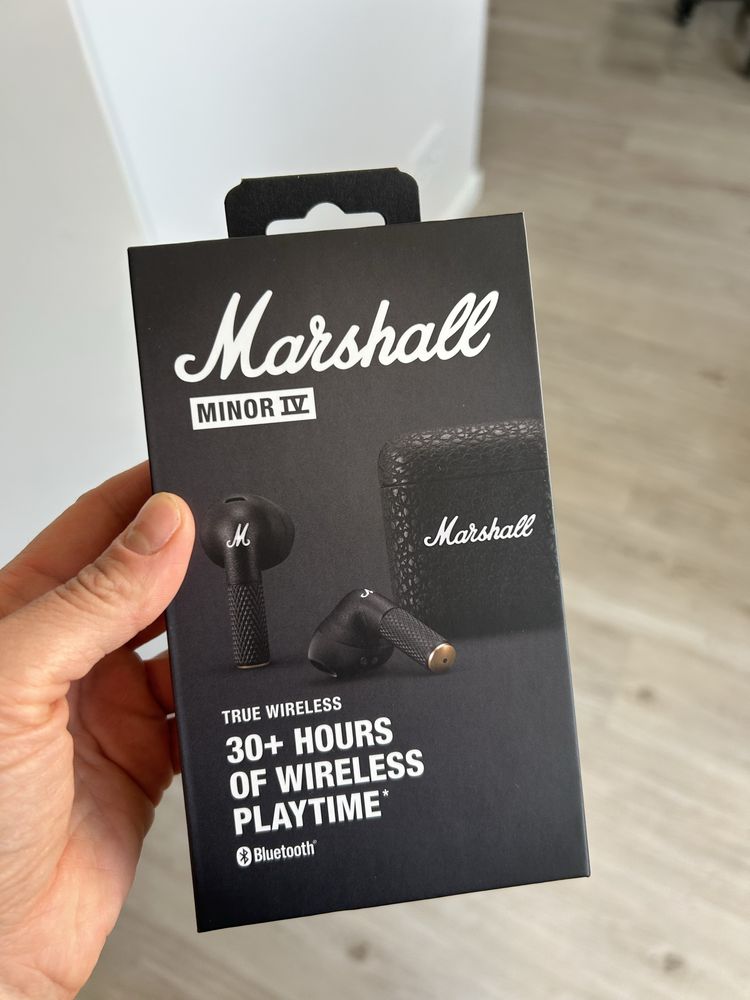 Marshall
MINOR IV
M
Marshall
TRUE WIRELESS
30+ HOURS
OF WIRELESS
PLAYTIME*
Bluetooth®